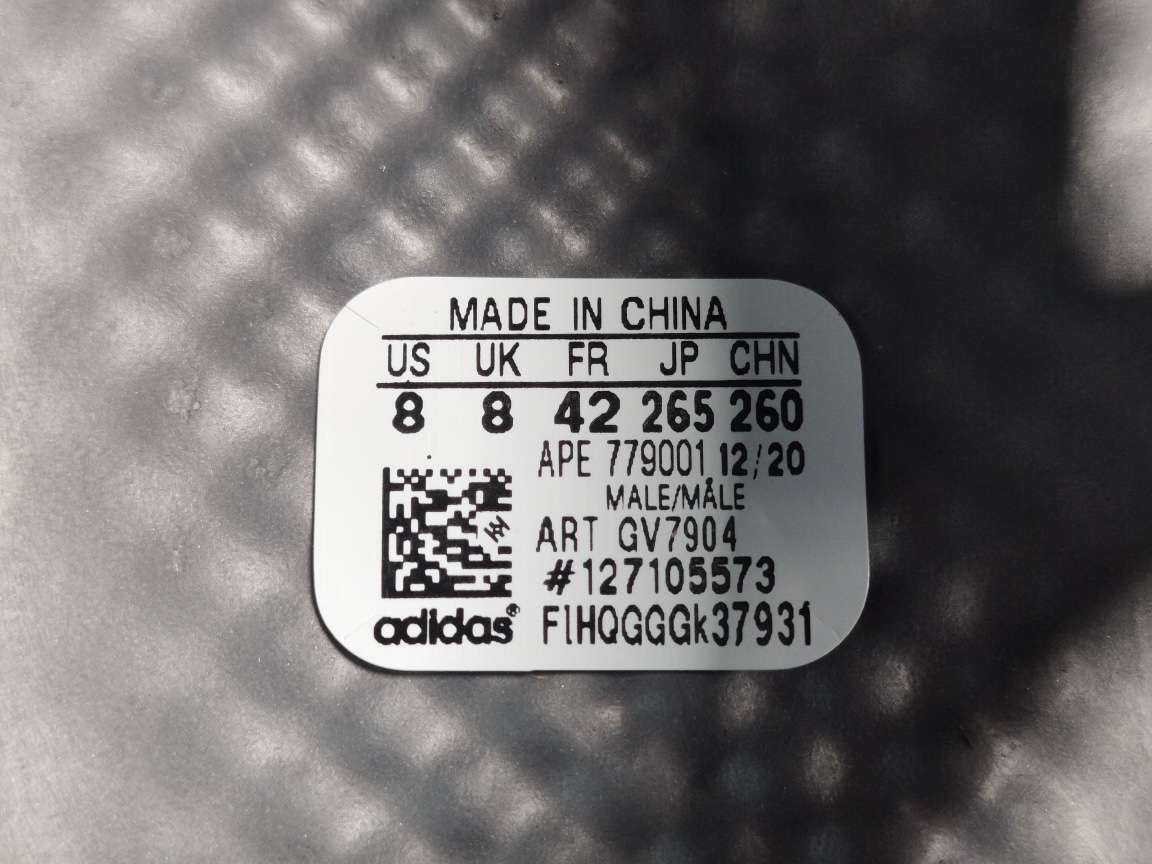 MADE IN CHINA
US UK FR JP CHN
8 8 42 265 260
APE 779001 12/20
MALE/MÅLE
ART GV7904
#127105573
adidas® FlHQGGGk37931